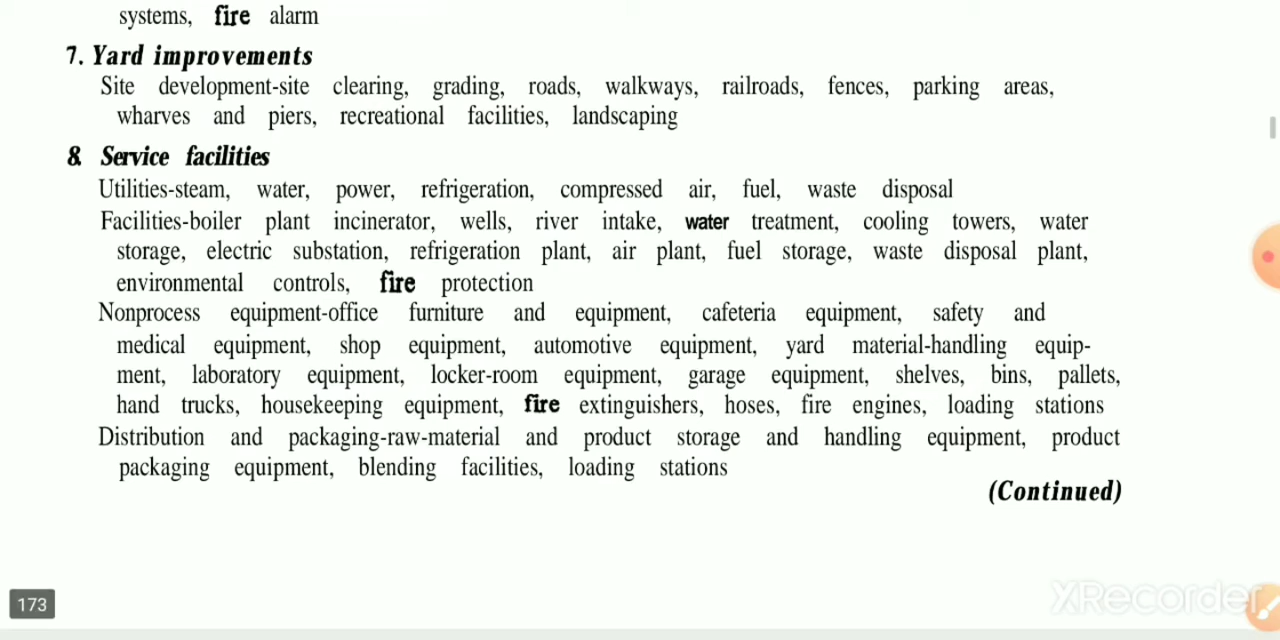 systems, fire alarm
7. Yard improvements
Site development-site clearing, grading, roads, walkways, railroads, fences, parking areas,
wharves and piers, recreational facilities, landscaping
8. Service facilities
Utilities-steam, water, power, refrigeration, compressed air, fuel, waste disposal
Facilities-boiler plant incinerator, wells, river intake, water treatment, cooling towers, water
storage, electric substation, refrigeration plant, air plant, fuel storage, waste disposal plant,
environmental controls, fire protection
Nonprocess equipment-office furniture and equipment, cafeteria equipment, safety and
medical equipment, shop equipment, automotive equipment, yard material-handling equip-
ment, laboratory equipment, locker-room equipment, garage equipment, shelves, bins, pallets,
hand trucks, housekeeping equipment, fire extinguishers, hoses, fire engines, loading stations
Distribution and packaging-raw-material and product storage and handling equipment, product
packaging equipment, blending facilities, loading stations
(Continued)
173
XRecorder